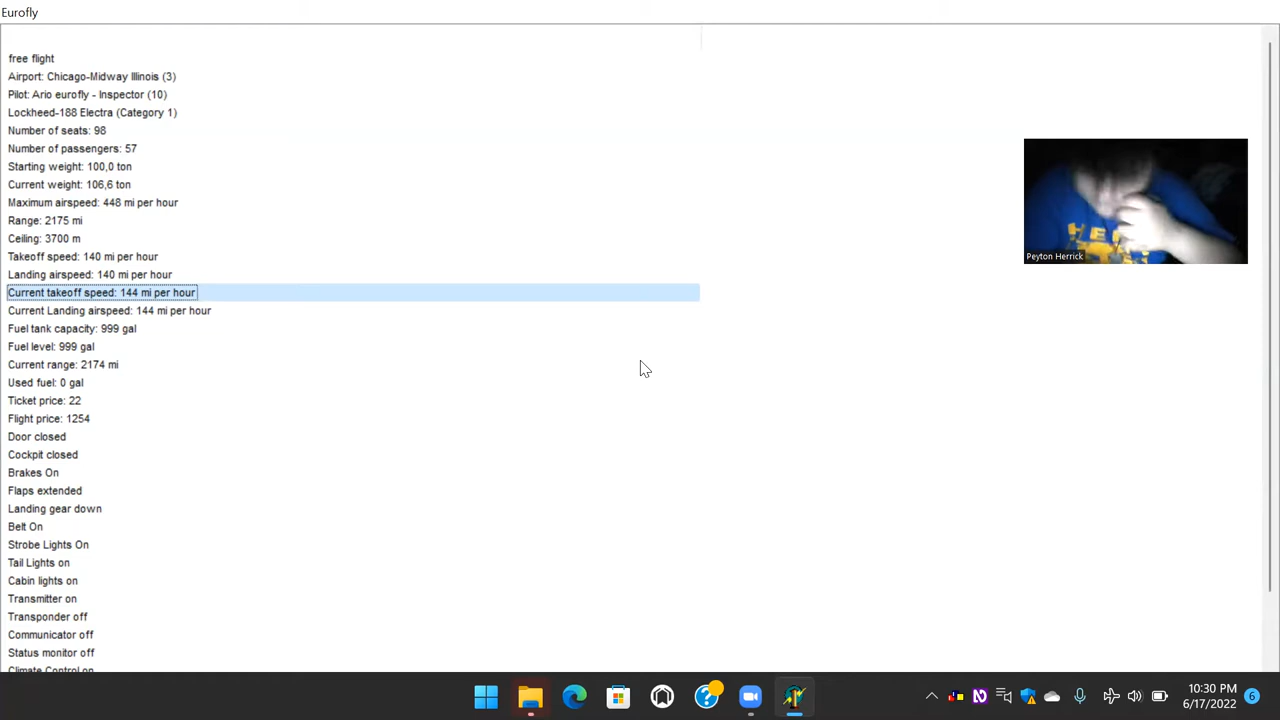 Eurofly
free flight
Airport: Chicago-Midway Illinois (3)
Pilot: Ario eurofly - Inspector (10)
Lockheed-188 Electra (Category 1)
Number of seats: 98
Number of passengers: 57
Starting weight: 100,0 ton
Current weight: 106,6 ton
Maximum airspeed: 448 mi per hour
Range: 2175 mi
Ceiling: 3700 m
Takeoff speed: 140 mi per hour
Landing airspeed: 140 mi per hour
Current takeoff speed: 144 mi per hour
Current Landing airspeed: 144 mi per hour
Fuel tank capacity: 999 gal
Fuel level: 999 gal
Current range: 2174 mi
Used fuel: 0 gal
Ticket price: 22
Flight price: 1254
Door closed
Cockpit closed
Brakes On
Flaps extended
Landing gear down
Belt On
Strobe Lights On
Tail Lights on
Cabin lights on
Transmitter on
Transponder off
Communicator off
Status monitor off
Climate Control on
Peyton Herrick
10:30 PM
6/17/2022
6